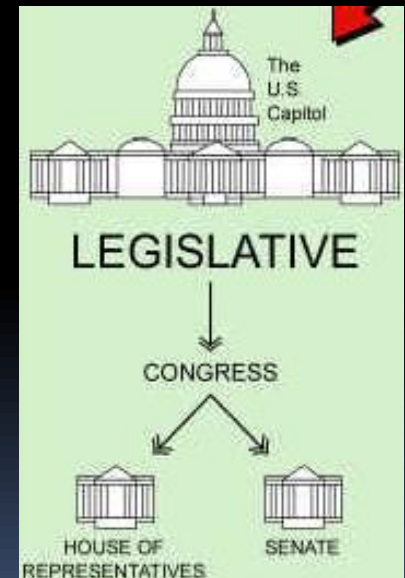 The
U.S.
Capitol
LEGISLATIVE
CONGRESS
HOUSE OF
REPRESENTATIVES
SENATE